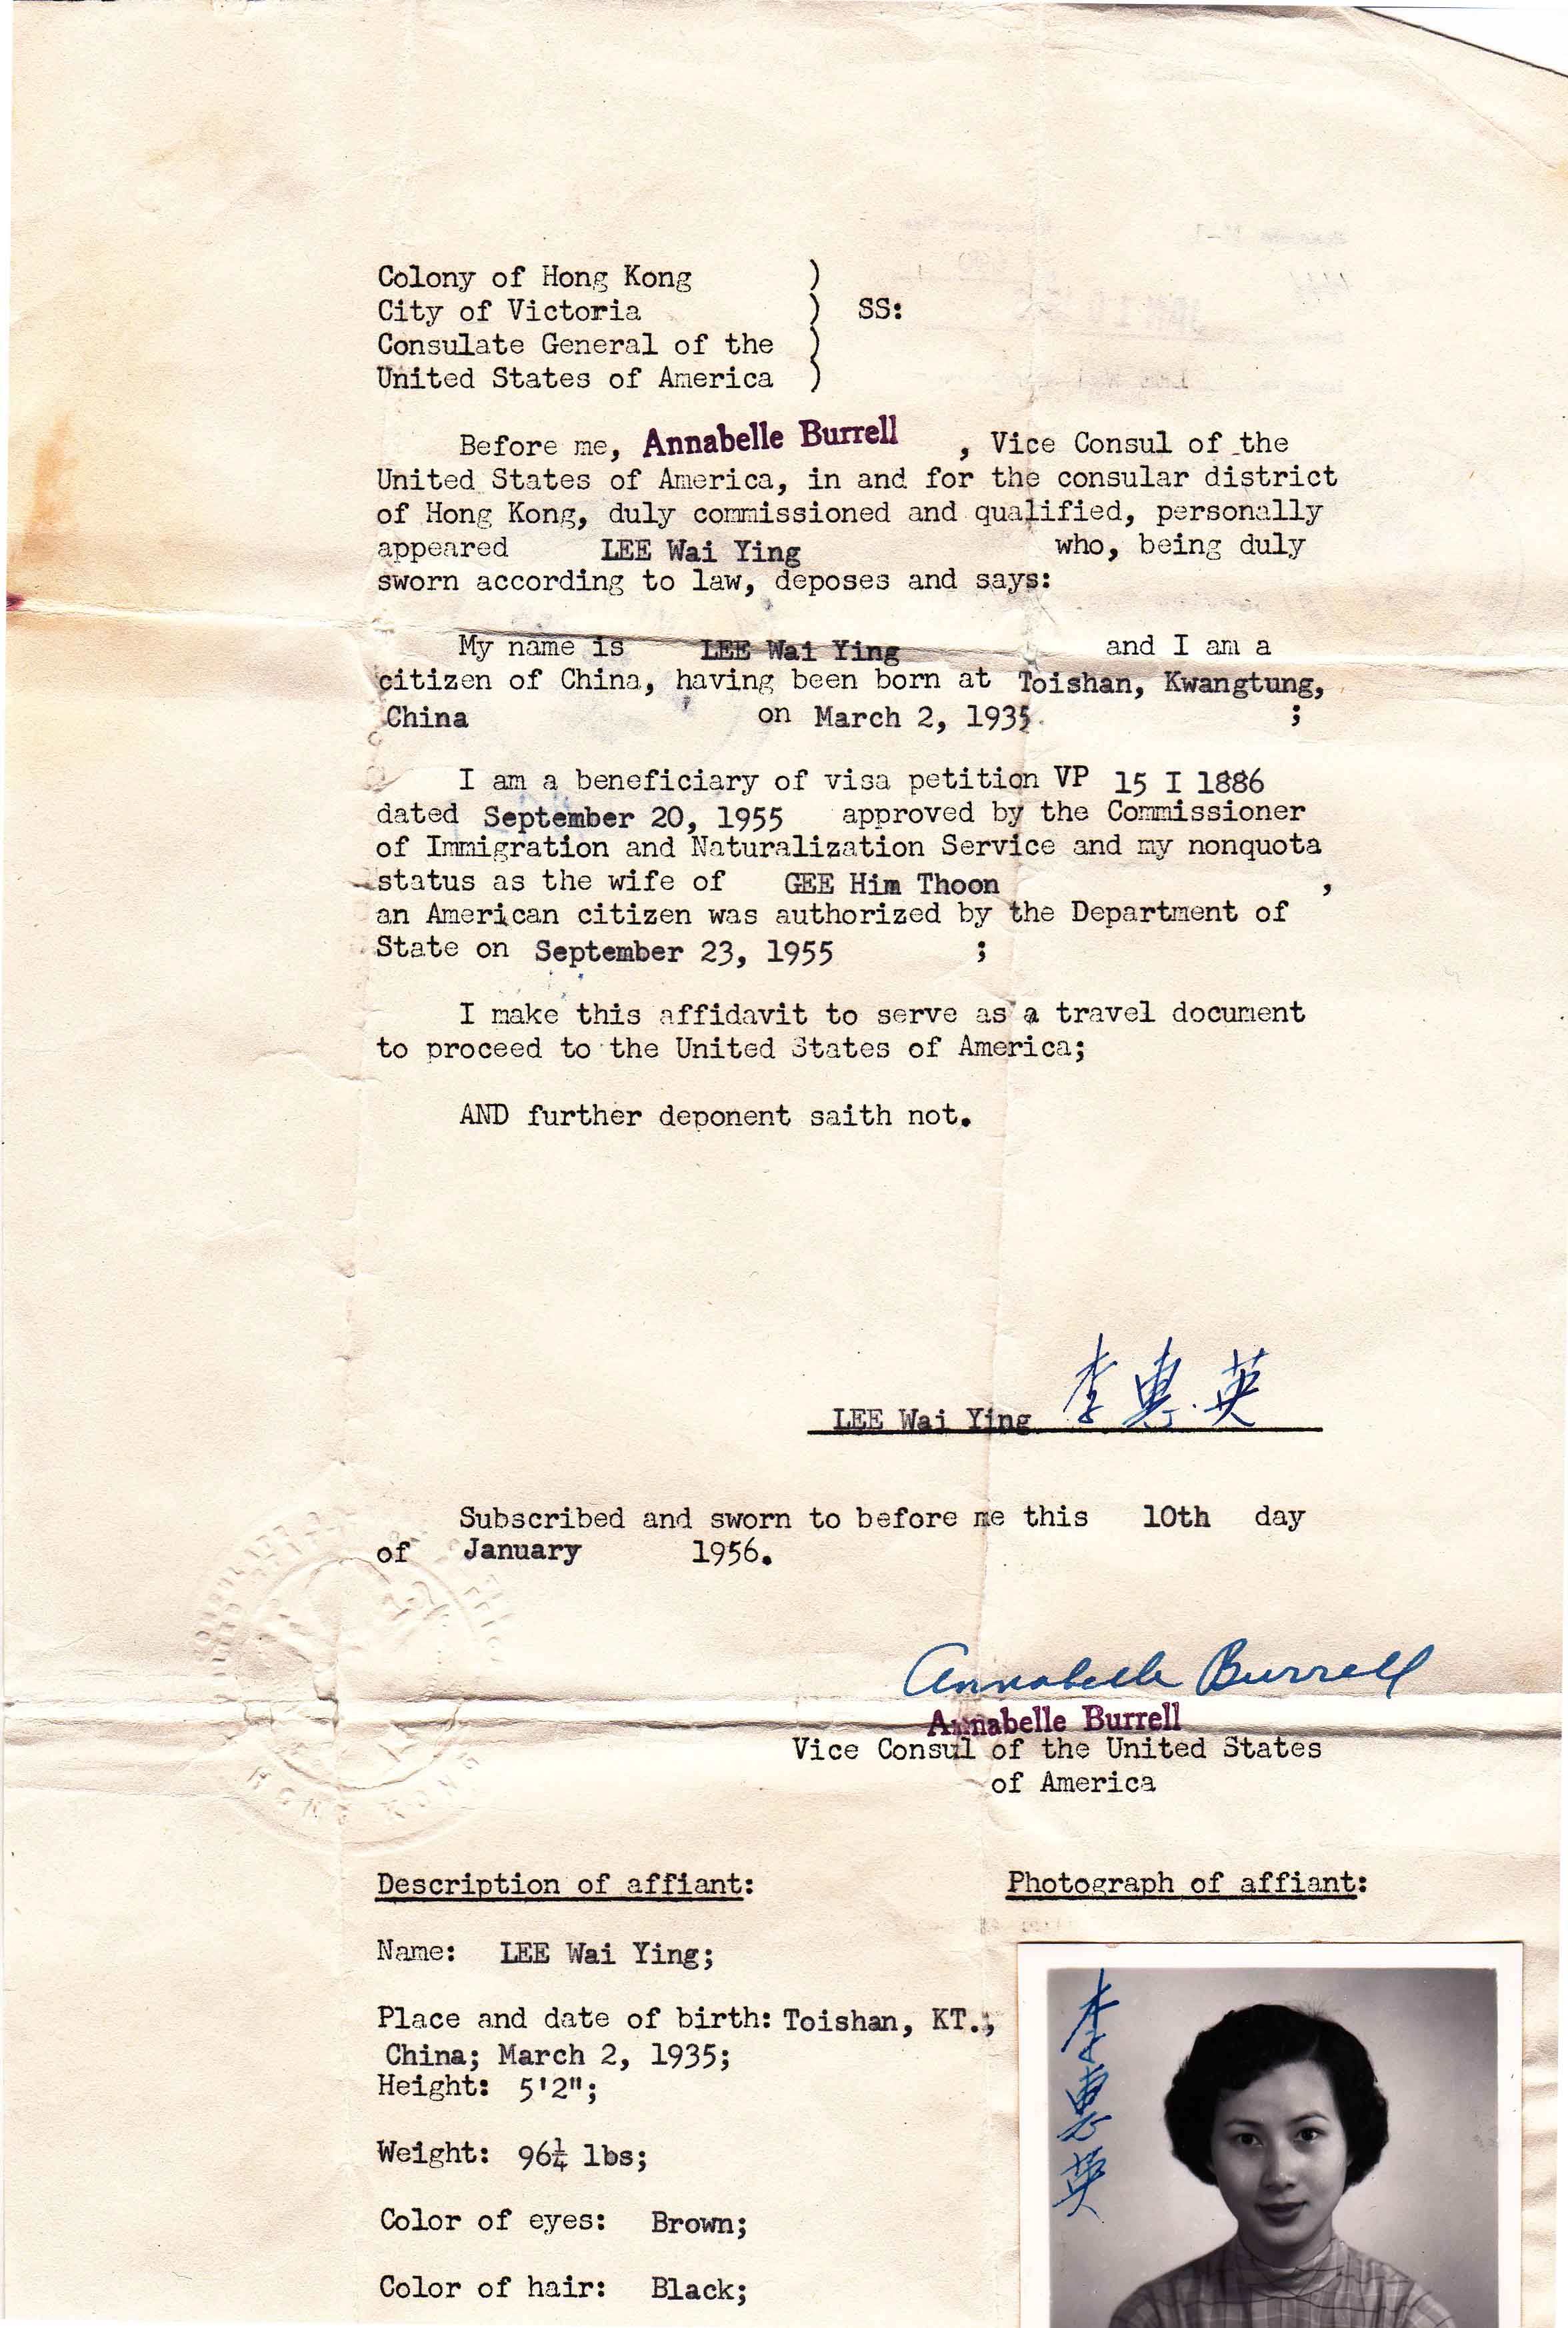 Colony of Hong Kong )
City of Victoria ) SS:
Consulate General of the )
United States of America )
Before me, Annabelle Burrell , Vice Consul of the
United States of America, in and for the consular district
of Hong Kong, duly commissioned and qualified, personally
appeared LEE Wai Ying who, being duly
sworn according to law, deposes and says:
My name is LEE Wai Ying and I am a
citizen of China, having been born at Toishan, Kwangtung,
China on March 2, 1935. ;
I am a beneficiary of visa petition VP 15 I 1886
dated September 20, 1955 approved by the Commissioner
of Immigration and Naturalization Service and my nonquota
status as the wife of GEE Him Thoon ,
an American citizen was authorized by the Department of
State on September 23, 1955 ;
I make this affidavit to serve as a travel document
to proceed to the United States of America;
AND further deponent saith not.
LEE Wai Ying 李惠英
Subscribed and sworn to before me this 10th day
of January 1956.
Annabelle Burrell
Annabelle Burrell
Vice Consul of the United States
of America
HONG KONG
Description of affiant: Photograph of affiant:
Name: LEE Wai Ying;
Place and date of birth: Toishan, KT.,
China; March 2, 1935;
Height: 5'2";
Weight: 96¼ lbs;
Color of eyes: Brown;
Color of hair: Black;
李惠英